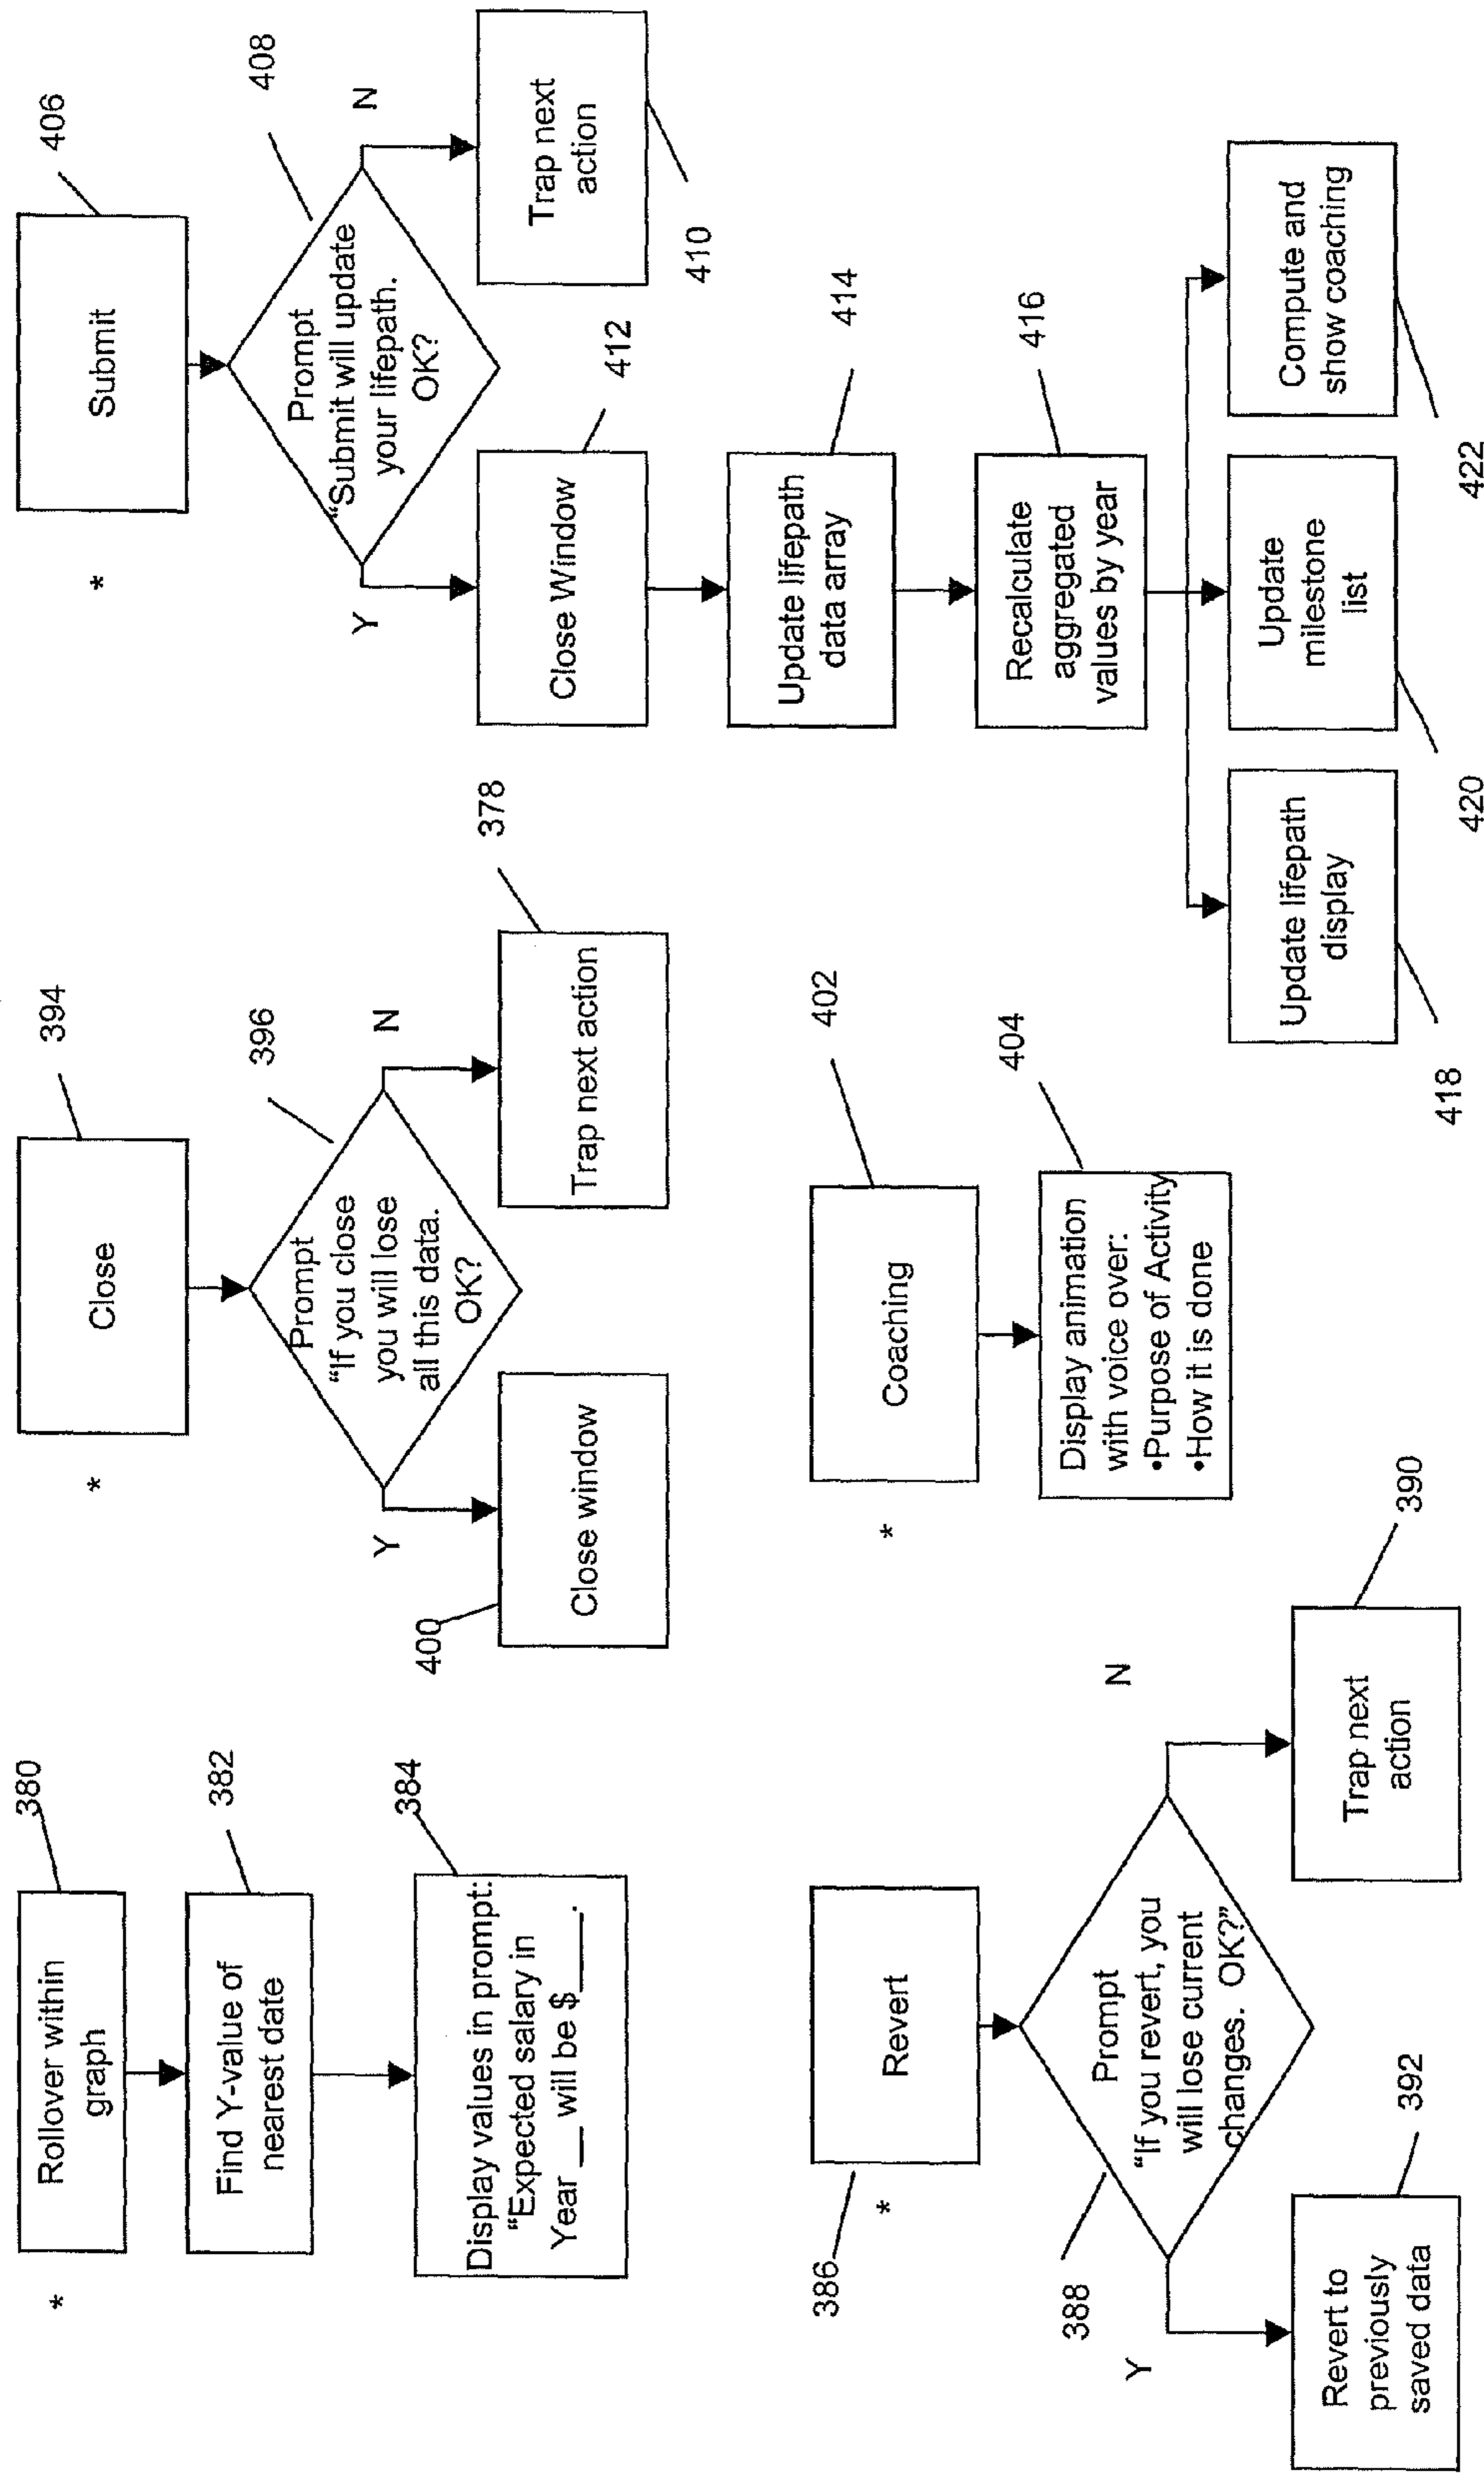 380
*
Rollover within
graph
382
Find Y-value of
nearest date
384
Display values in prompt:
“Expected salary in
Year __ will be $____.
394
*
Close
396
Prompt
“If you close
you will lose
all this data.
OK?
Y
N
400
Close window
378
Trap next action
406
*
Submit
408
Prompt
“Submit will update
your lifepath.
OK?
Y
N
412
Close Window
Trap next
action
410
414
Update lifepath
data array
416
Recalculate
aggregated
values by year
Update lifepath
display
418
Update
milestone
list
420
Compute and
show coaching
422
386
*
Revert
388
Prompt
“If you revert, you
will lose current
changes. OK?”
Y
N
392
Revert to
previously
saved data
390
Trap next
action
402
*
Coaching
404
Display animation
with voice over:
•Purpose of Activity
•How it is done